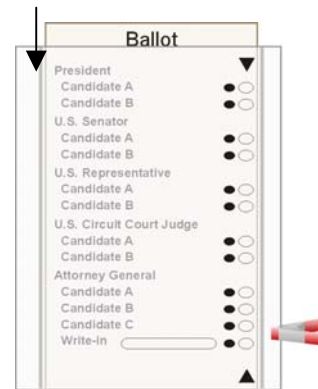 Ballot
President
Candidate A
Candidate B
U.S. Senator
Candidate A
Candidate B
U.S. Representative
Candidate A
Candidate B
U.S. Circuit Court Judge
Candidate A
Candidate B
Attorney General
Candidate A
Candidate B
Candidate C
Write-in